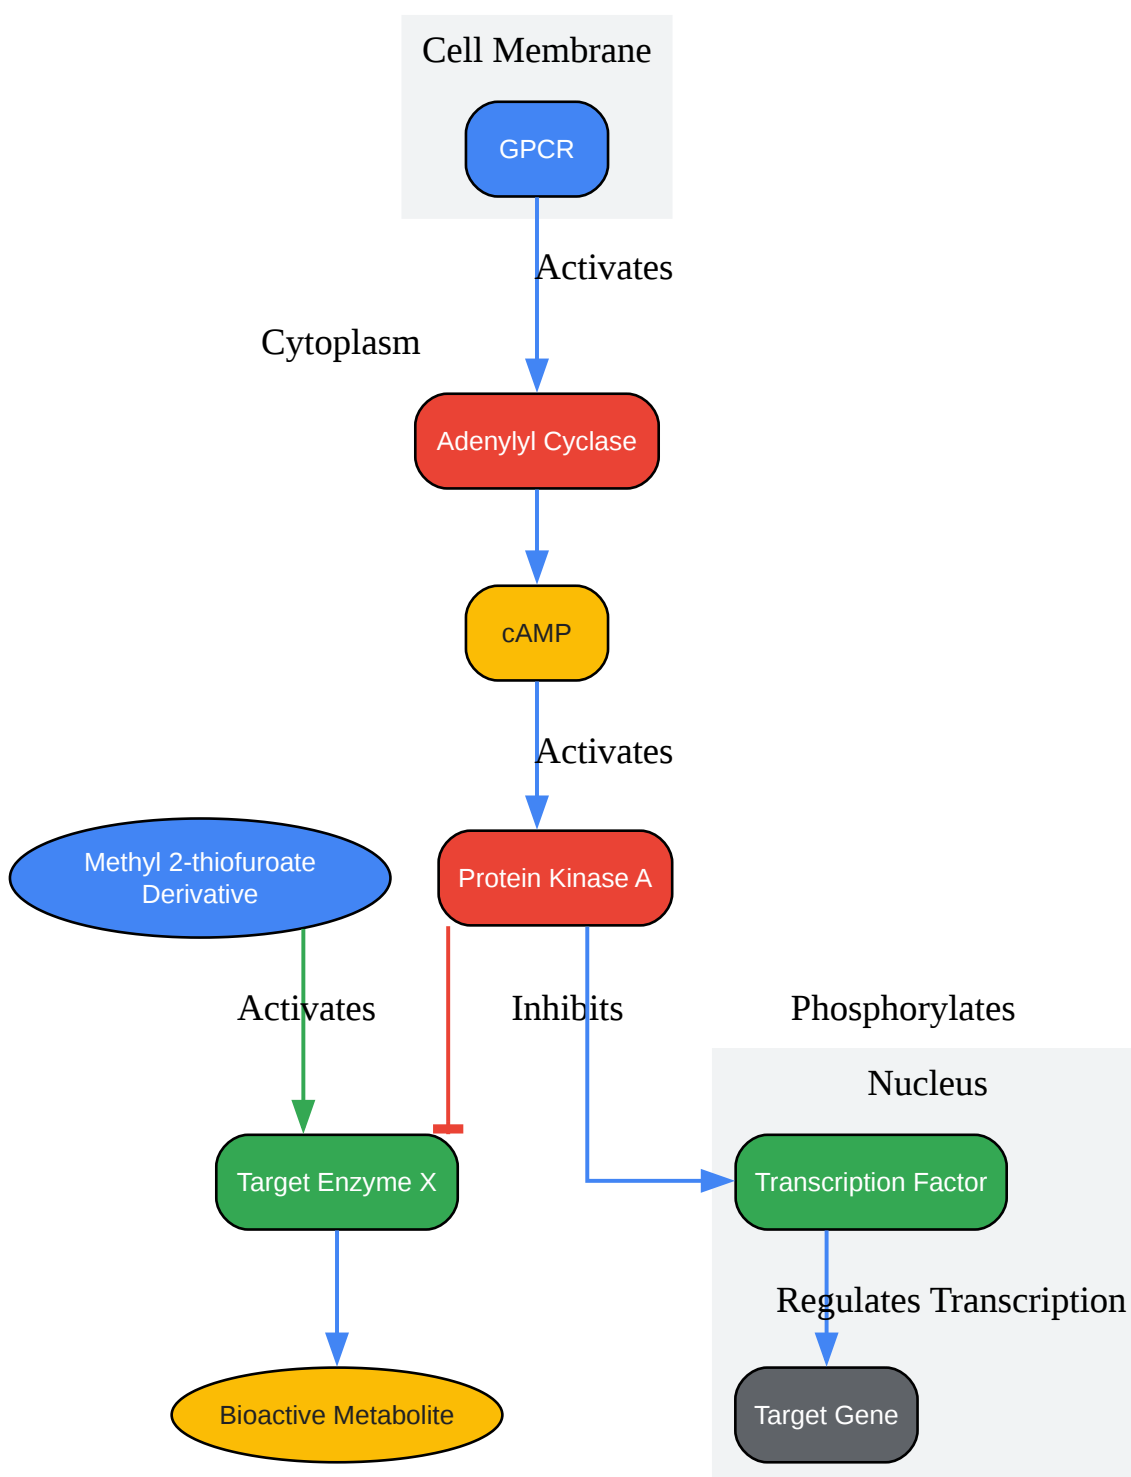 Cell Membrane
GPCR
Activates
Cytoplasm
Adenylyl Cyclase
cAMP
Activates
Methyl 2-thiofuroate
Derivative
Protein Kinase A
Activates
Inhibits
Phosphorylates
Nucleus
Target Enzyme X
Transcription Factor
Regulates Transcription
Bioactive Metabolite
Target Gene